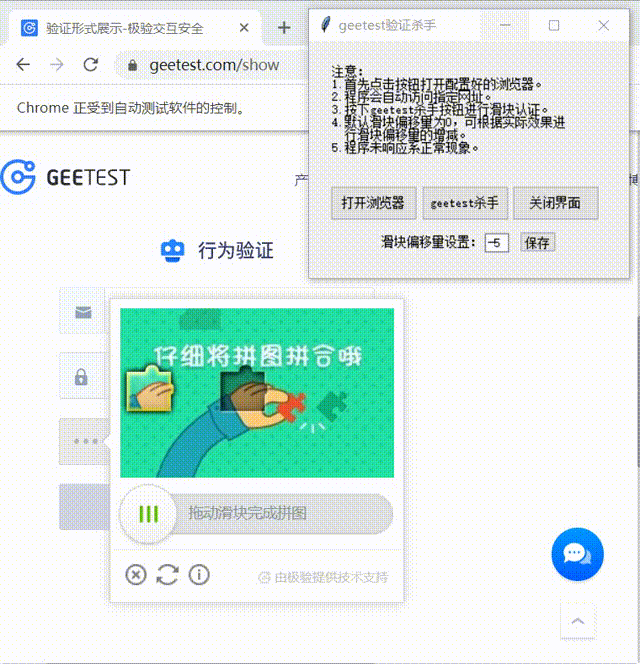 验证形式展示-极验交互安全
geetest.com/show
Chrome 正受到自动测试软件的控制。
geetest验证杀手
注意:
1.首先点击按钮打开配置好的浏览器。
2.程序会自动访问指定网址。
3.按下geetest杀手按钮进行滑块认证。
4.默认滑块偏移量为0，可根据实际效果进
行滑块偏移量的增减。
5.程序未响应系正常现象。
打开浏览器
geetest杀手
关闭界面
滑块偏移量设置:
-5
保存
GEETEST
产
博
行为验证
仔细将拼图拼合哦
拖动滑块完成拼图
由极验提供技术支持